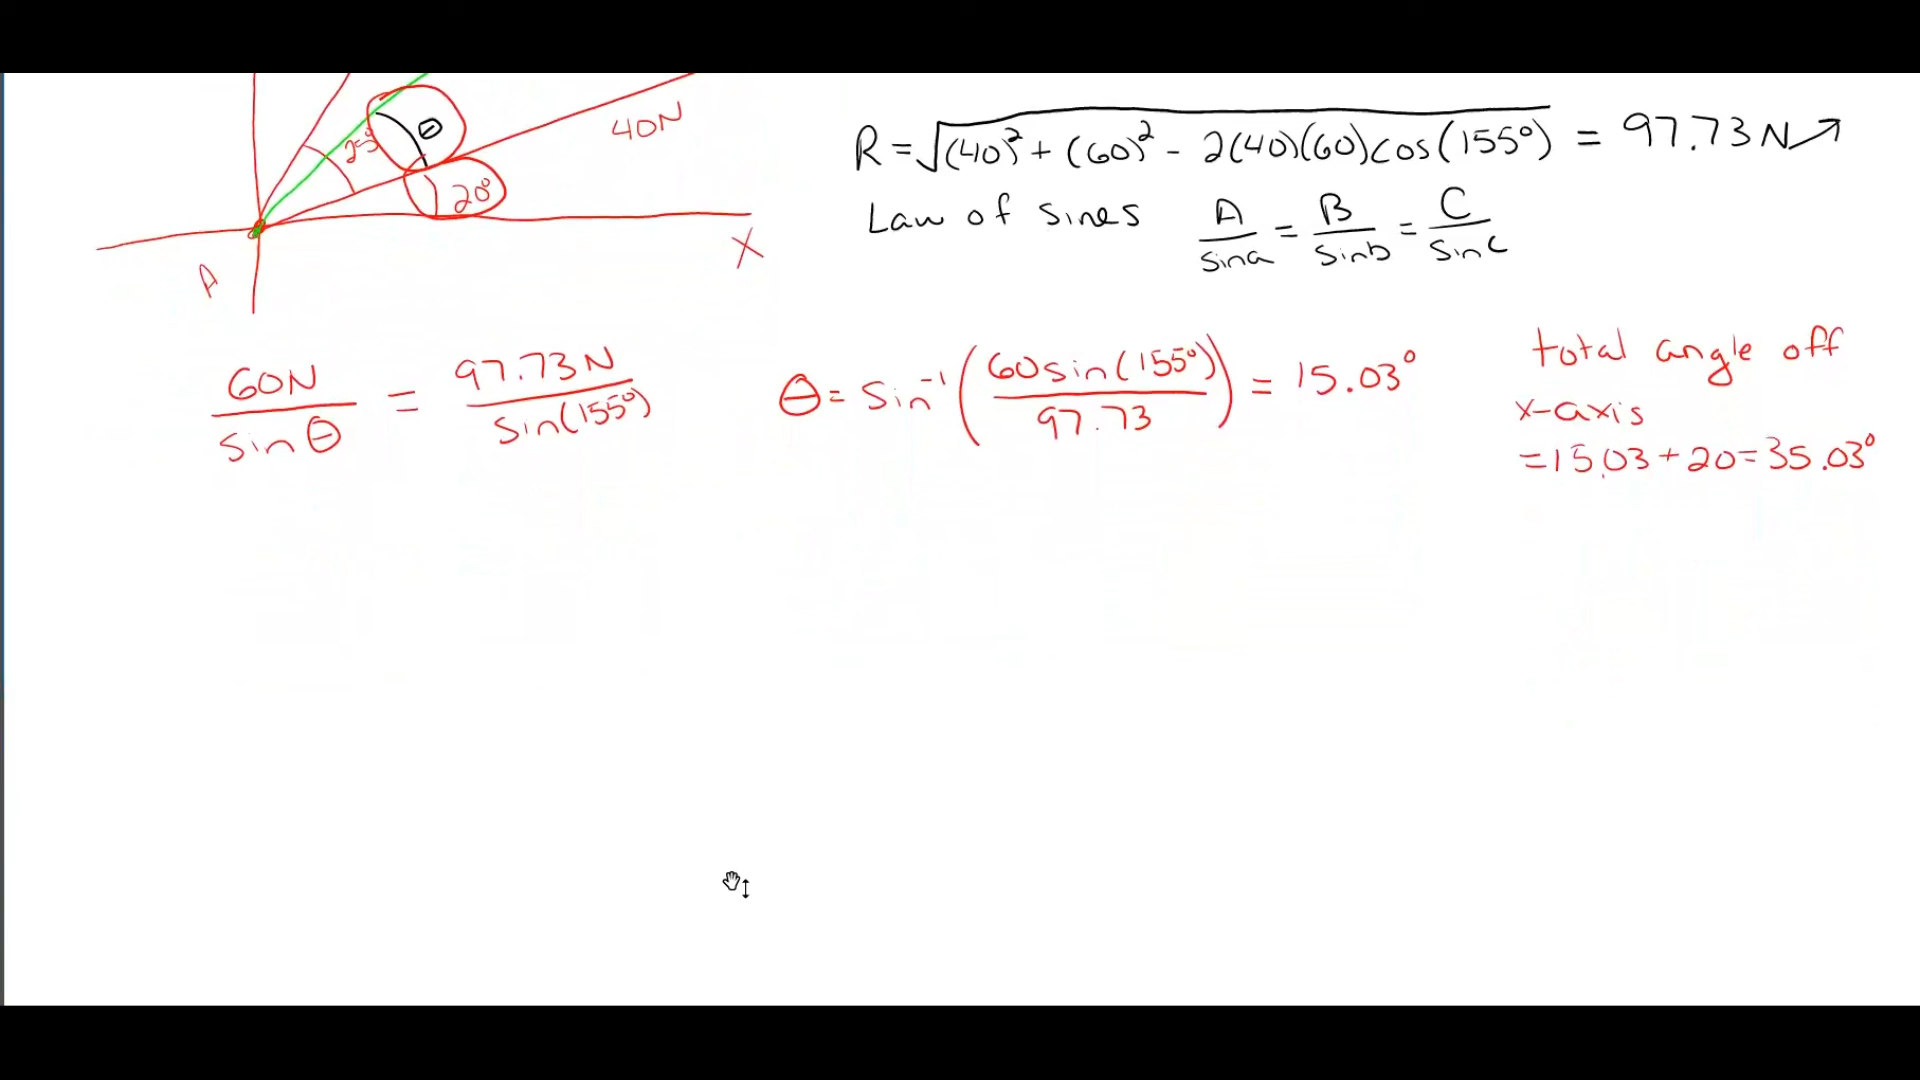 40N
25°
θ
20°
X
A
R = √(40)² + (60)² - 2(40)(60)cos(155°) = 97.73N↗
Law of sines A/sina = B/sinb = C/sinc
60N/sinθ = 97.73N/sin(155°)
θ = sin⁻¹(60sin(155°)/97.73) = 15.03°
total angle off
x-axis
=15.03+20=35.03°